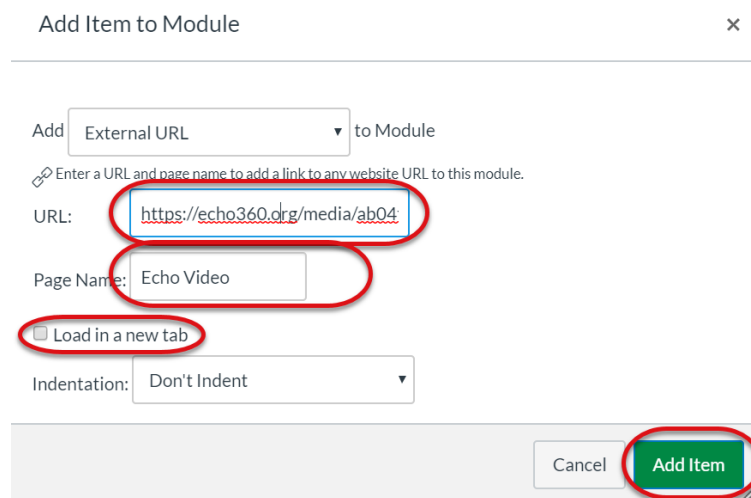 Add Item to Module ×
Add External URL ▾ to Module
Enter a URL and page name to add a link to any website URL to this module.
URL: https://echo360.org/media/ab04
Page Name: Echo Video
Load in a new tab
Indentation: Don't Indent ▾
Cancel Add Item